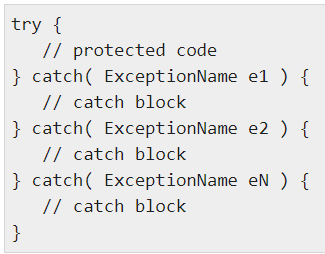 try {
   // protected code
} catch( ExceptionName e1 ) {
   // catch block
} catch( ExceptionName e2 ) {
   // catch block
} catch( ExceptionName eN ) {
   // catch block
}